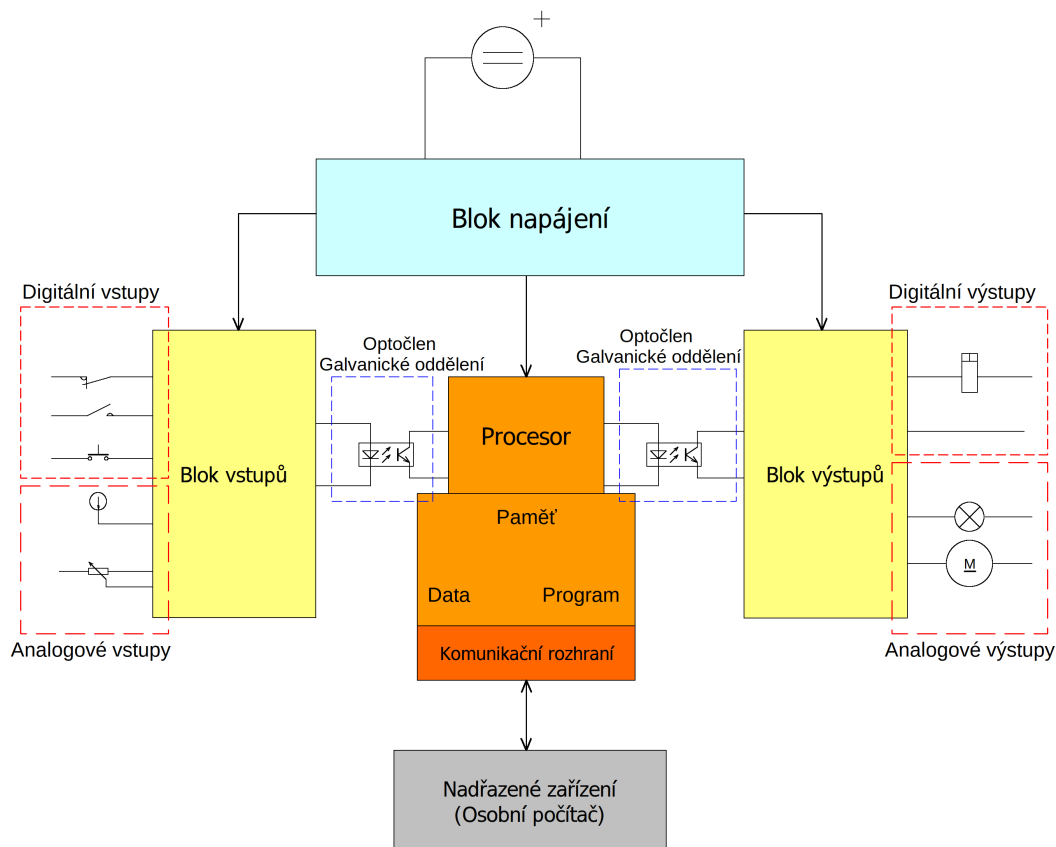 +
Blok napájení
Digitální vstupy
Digitální výstupy
Optočlen
Galvanické oddělení
Optočlen
Galvanické oddělení
Procesor
Blok vstupů
Blok výstupů
Paměť
M
Data
Program
Analogové vstupy
Komunikační rozhraní
Analogové výstupy
Nadřazené zařízení
(Osobní počítač)